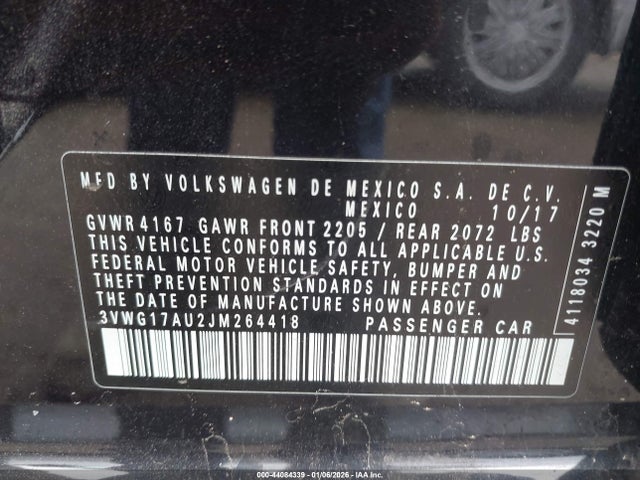 MFD BY VOLKSWAGEN DE MEXICO S.A. DE C.V.
MEXICO 10/17
GVWR 4167 GAWR FRONT 2205 / REAR 2072 LBS
THIS VEHICLE CONFORMS TO ALL APPLICABLE U.S.
FEDERAL MOTOR VEHICLE SAFETY, BUMPER AND
THEFT PREVENTION STANDARDS IN EFFECT ON
THE DATE OF MANUFACTURE SHOWN ABOVE.
3VWG17AU2JM264418 PASSENGER CAR
4118034 3220 M
000-44084339 - 01/06/2026 - IAA Inc.